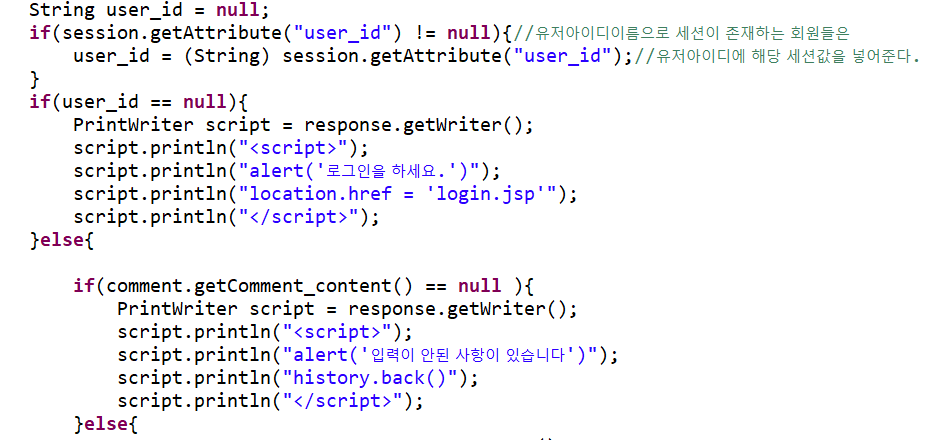 String user_id = null;
if(session.getAttribute("user_id") != null){//유저아이디이름으로 세션이 존재하는 회원들은
    user_id = (String) session.getAttribute("user_id");//유저아이디에 해당 세션값을 넣어준다.
}
if(user_id == null){
    PrintWriter script = response.getWriter();
    script.println("<script>");
    script.println("alert('로그인을 하세요.')");
    script.println("location.href = 'login.jsp'");
    script.println("</script>");
}else{
    if(comment.getComment_content() == null ){
        PrintWriter script = response.getWriter();
        script.println("<script>");
        script.println("alert('입력이 안된 사항이 있습니다')");
        script.println("history.back()");
        script.println("</script>");
    }else{